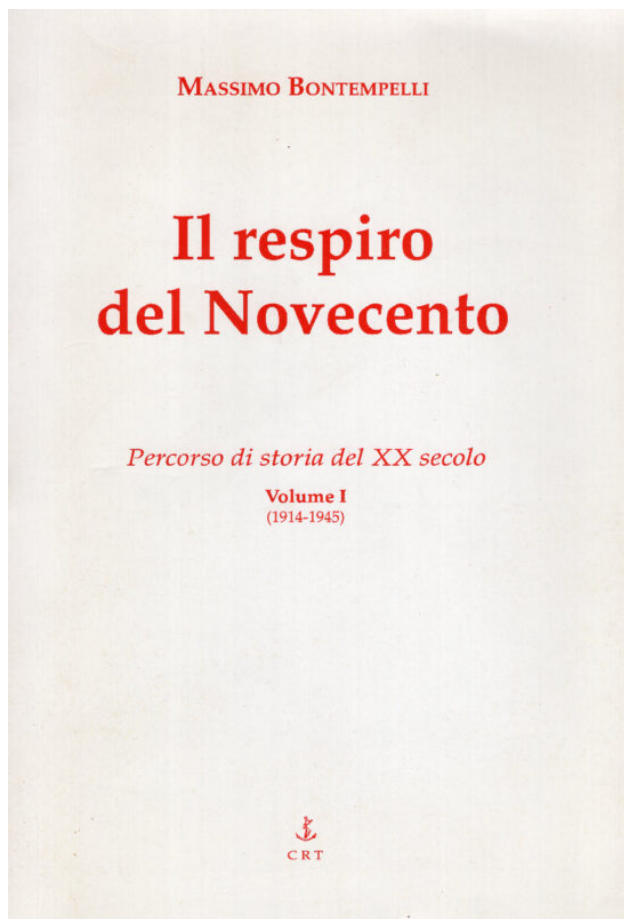 MASSIMO BONTEMPELLI
Il respiro
del Novecento
Percorso di storia del XX secolo
Volume I
(1914-1945)
CRT